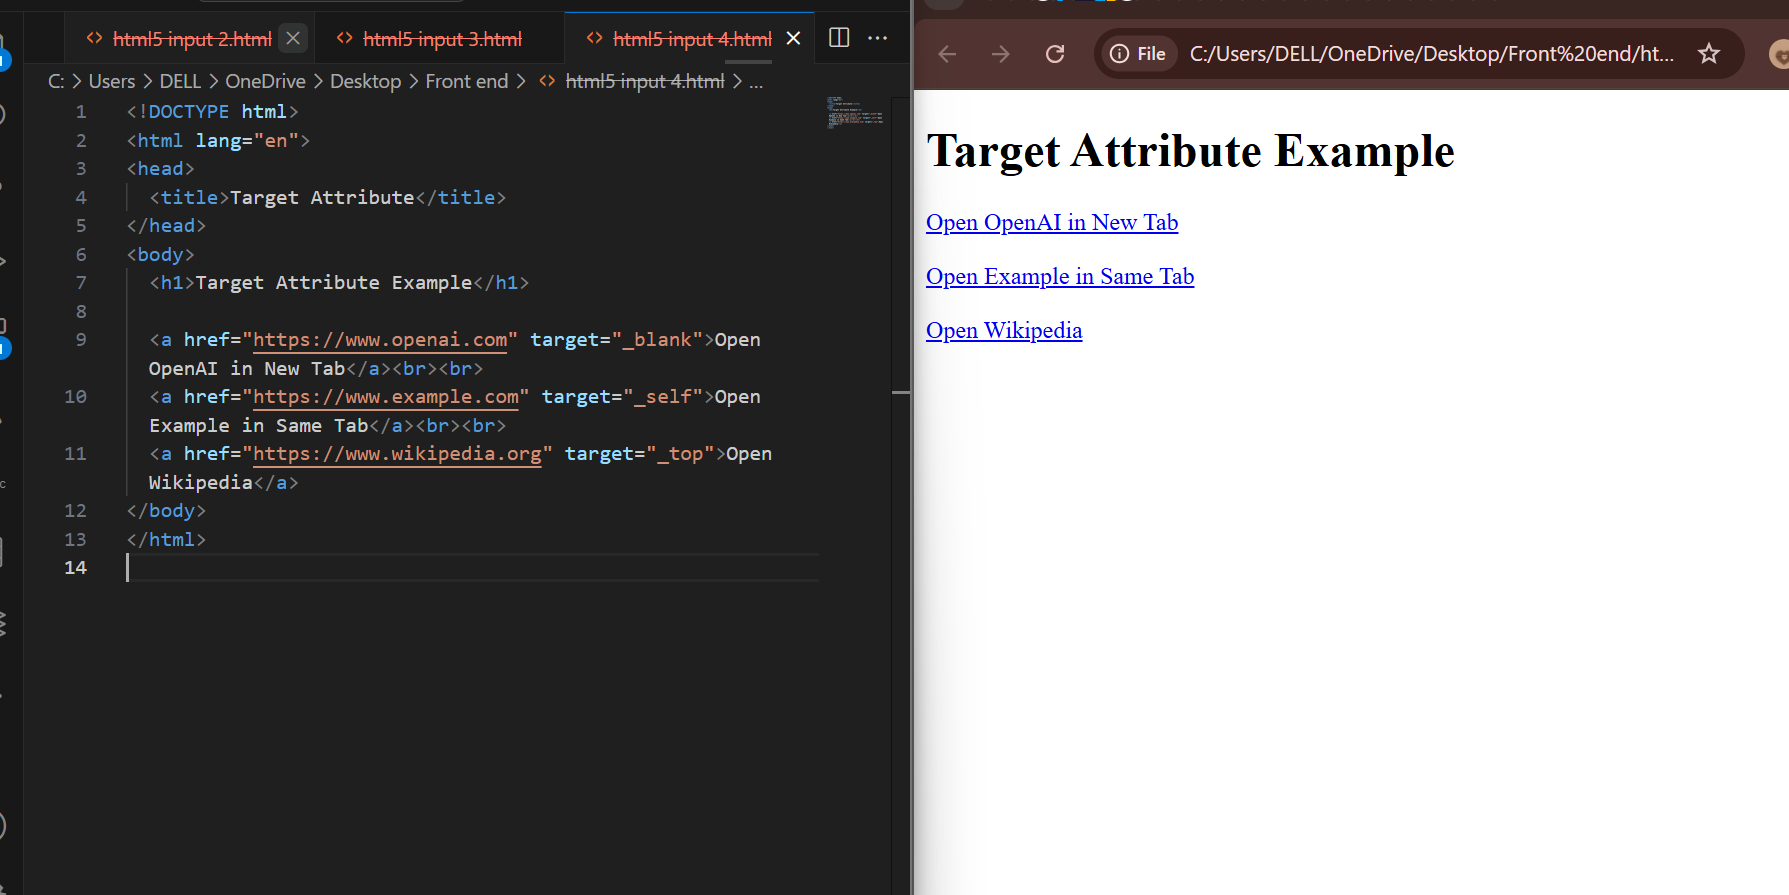 html5 input 2.html
html5 input 3.html
html5 input 4.html
C: > Users > DELL > OneDrive > Desktop > Front end > html5 input 4.html > ...
1 <!DOCTYPE html>
2 <html lang="en">
3 <head>
4 <title>Target Attribute</title>
5 </head>
6 <body>
7 <h1>Target Attribute Example</h1>
8
9 <a href="https://www.openai.com" target="_blank">Open
OpenAI in New Tab</a><br><br>
10 <a href="https://www.example.com" target="_self">Open
Example in Same Tab</a><br><br>
11 <a href="https://www.wikipedia.org" target="_top">Open
Wikipedia</a>
12 </body>
13 </html>
14
File
C:/Users/DELL/OneDrive/Desktop/Front%20end/ht...
Target Attribute Example
Open OpenAI in New Tab
Open Example in Same Tab
Open Wikipedia